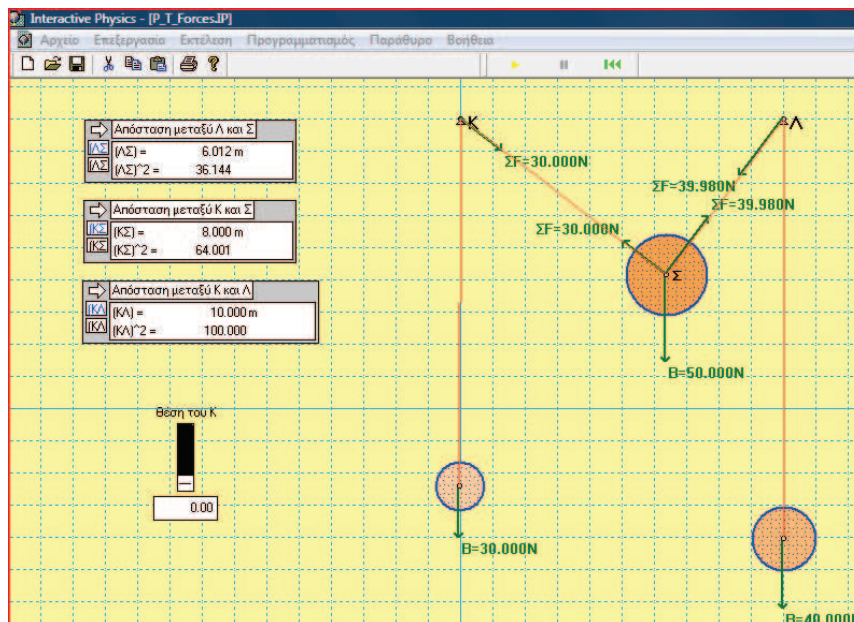 Interactive Physics - [P_T_Forces.IP]
Αρχείο Επεξεργασία Εκτέλεση Προγραμματισμός Παράθυρο Βοήθεια
Απόσταση μεταξύ Λ και Σ
(ΛΣ) = 6.012 m
(ΛΣ)^2 = 36.144
Απόσταση μεταξύ Κ και Σ
(ΚΣ) = 8.000 m
(ΚΣ)^2 = 64.001
Απόσταση μεταξύ Κ και Λ
(ΚΛ) = 10.000 m
(ΚΛ)^2 = 100.000
Θέση του Κ
0.00
Κ
Λ
ΣF=30.000N
ΣF=39.980N
ΣF=39.980N
ΣF=30.000N
Σ
B=50.000N
B=30.000N
B=40.000N